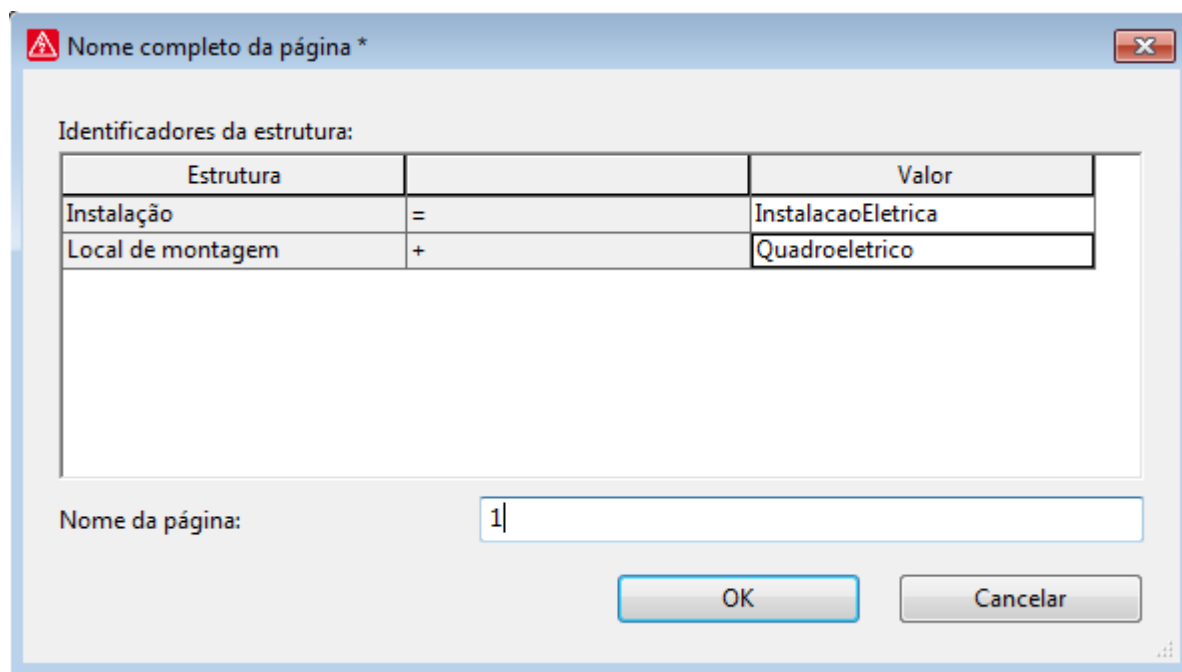 Nome completo da página *
Identificadores da estrutura:
Estrutura Valor
Instalação = InstalacaoEletrica
Local de montagem + Quadroeletrico
Nome da página: 1
OK Cancelar